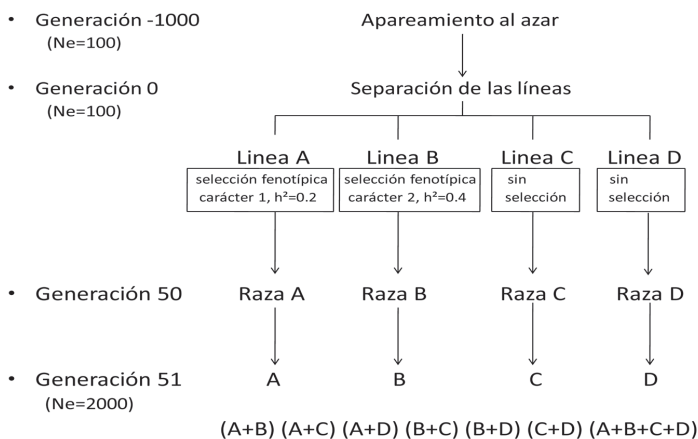 • Generación -1000 Apareamiento al azar
(Ne=100)
• Generación 0 Separación de las líneas
(Ne=100)
Linea A Linea B Linea C Linea D
selección fenotípica selección fenotípica sin sin
carácter 1, h²=0.2 carácter 2, h²=0.4 selección selección
• Generación 50 Raza A Raza B Raza C Raza D
• Generación 51 A B C D
(Ne=2000)
(A+B) (A+C) (A+D) (B+C) (B+D) (C+D) (A+B+C+D)